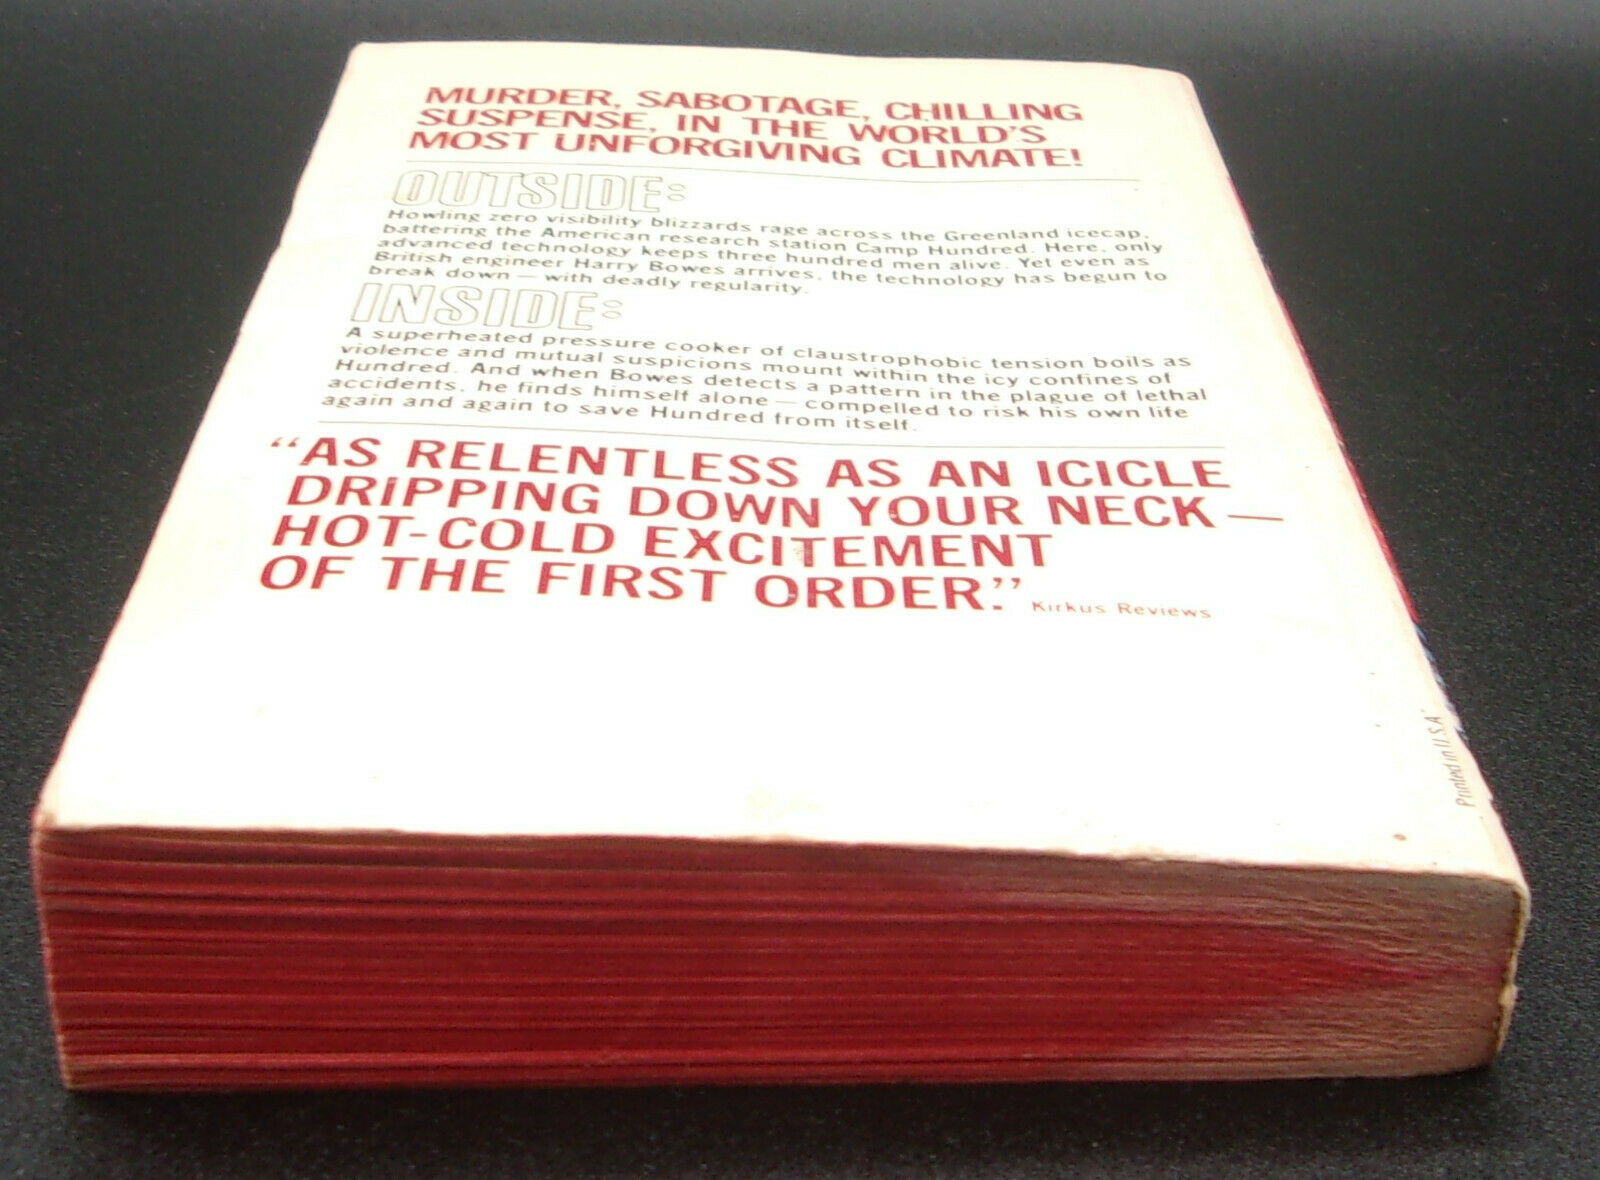 MURDER, SABOTAGE, CHILLING
SUSPENSE, IN THE WORLD'S
MOST UNFORGIVING CLIMATE!
OUTSIDE:
Howling zero visibility blizzards rage across the Greenland icecap,
battering the American research station Camp Hundred. Here, only
advanced technology keeps three hundred men alive. Yet even as
British engineer Harry Bowes arrives, the technology has begun to
break down — with deadly regularity.
INSIDE:
A superheated pressure cooker of claustrophobic tension boils as
violence and mutual suspicions mount within the icy confines of
Hundred. And when Bowes detects a pattern in the plague of lethal
accidents, he finds himself alone — compelled to risk his own life
again and again to save Hundred from itself.
"AS RELENTLESS AS AN ICICLE
DRIPPING DOWN YOUR NECK —
HOT-COLD EXCITEMENT
OF THE FIRST ORDER." Kirkus Reviews
Printed in U.S.A.